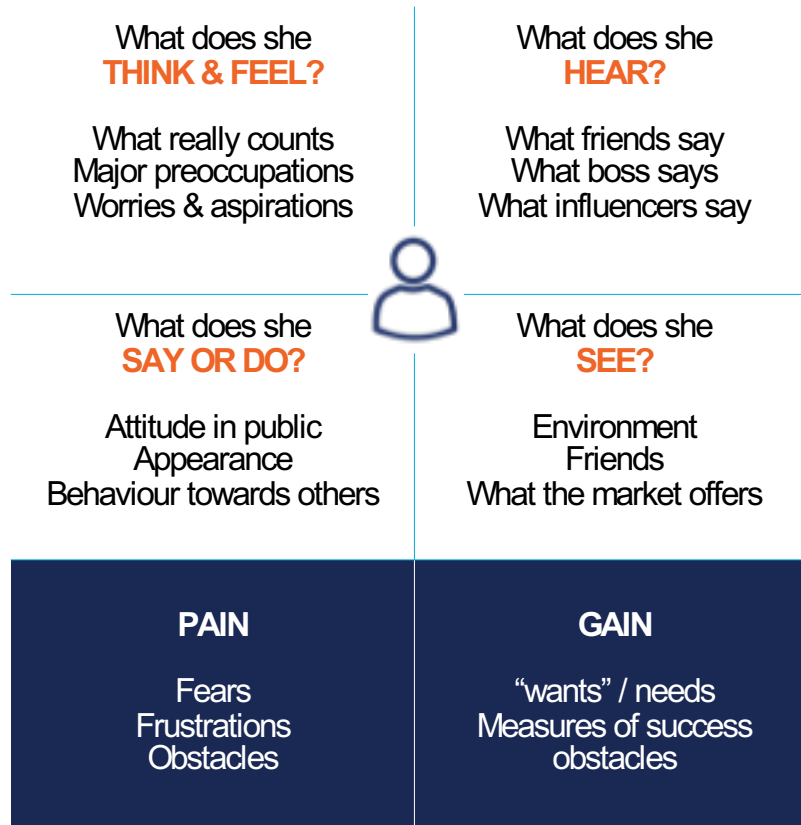 What does she
THINK & FEEL?
What really counts
Major preoccupations
Worries & aspirations
What does she
HEAR?
What friends say
What boss says
What influencers say
What does she
SAY OR DO?
Attitude in public
Appearance
Behaviour towards others
What does she
SEE?
Environment
Friends
What the market offers
PAIN
Fears
Frustrations
Obstacles
GAIN
“wants” / needs
Measures of success
obstacles